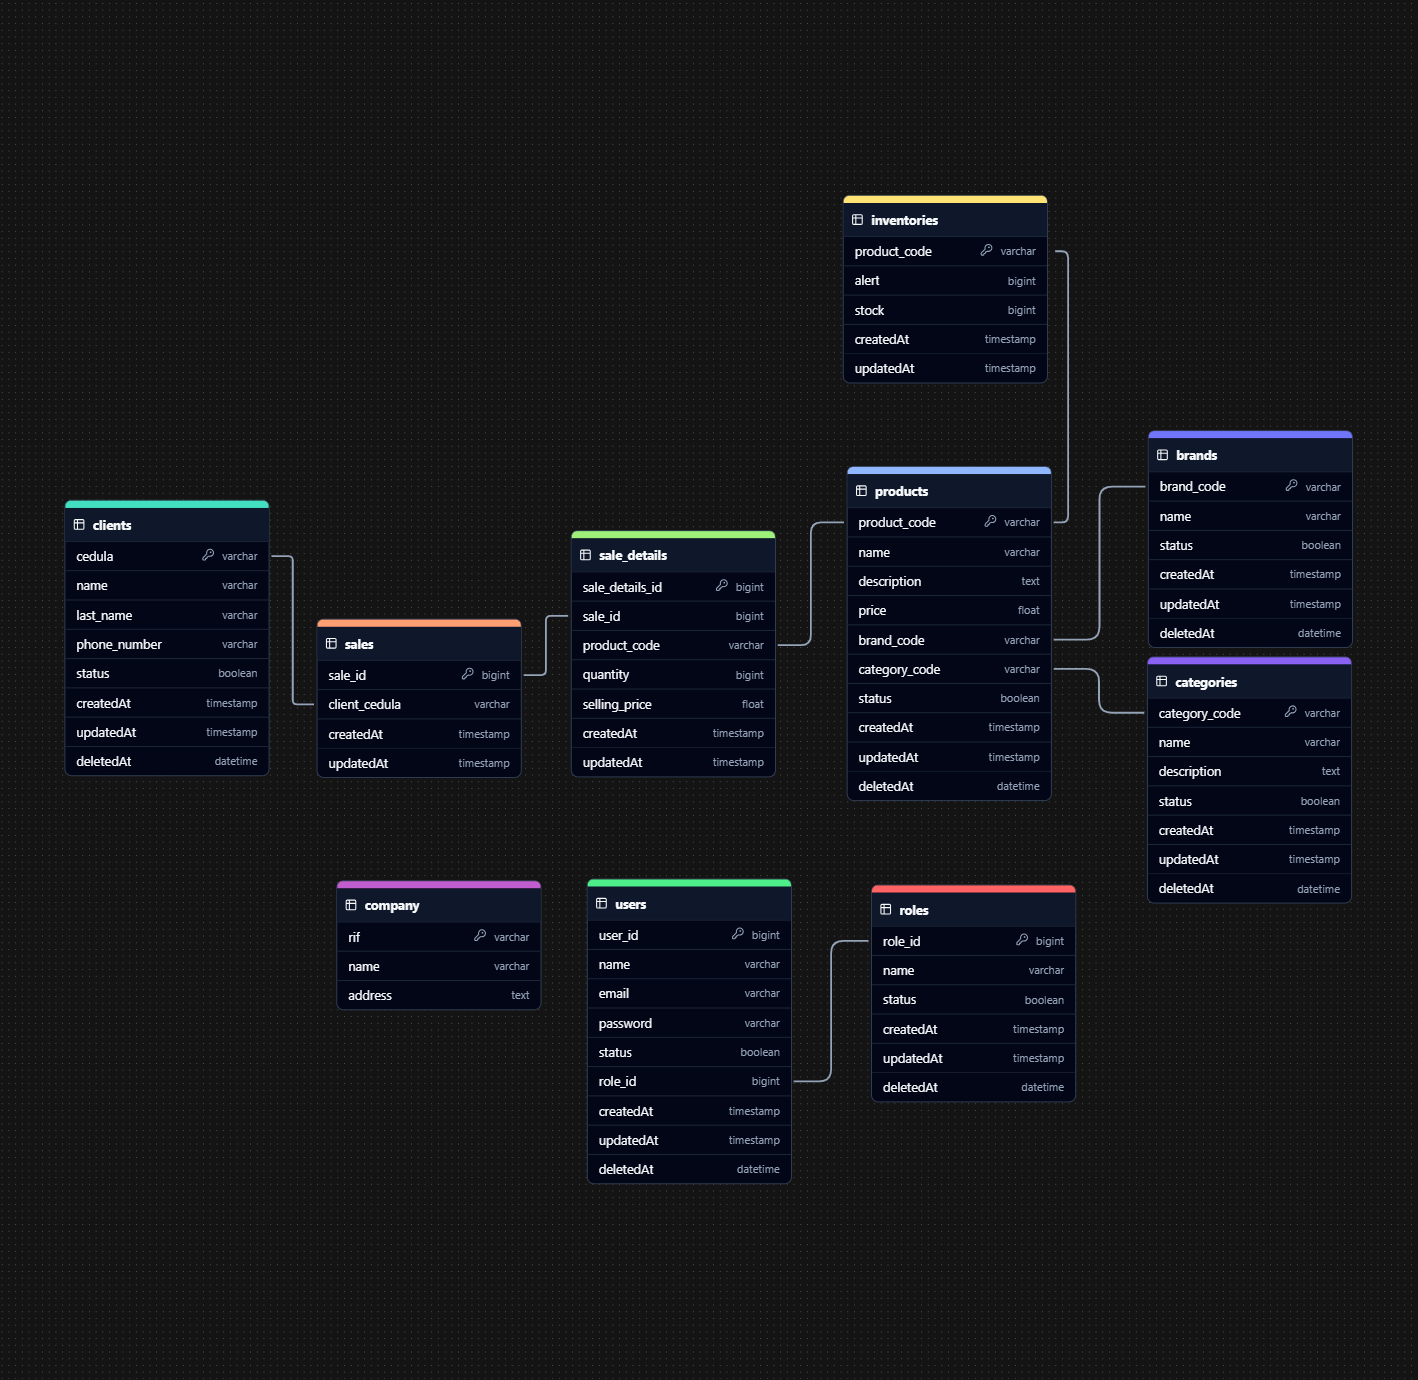 inventories
product_code varchar
alert bigint
stock bigint
createdAt timestamp
updatedAt timestamp
brands
brand_code varchar
name varchar
status boolean
createdAt timestamp
updatedAt timestamp
deletedAt datetime
products
product_code varchar
name varchar
description text
price float
brand_code varchar
category_code varchar
status boolean
createdAt timestamp
updatedAt timestamp
deletedAt datetime
clients
cedula varchar
name varchar
last_name varchar
phone_number varchar
status boolean
createdAt timestamp
updatedAt timestamp
deletedAt datetime
sale_details
sale_details_id bigint
sale_id bigint
product_code varchar
quantity bigint
selling_price float
createdAt timestamp
updatedAt timestamp
sales
sale_id bigint
client_cedula varchar
createdAt timestamp
updatedAt timestamp
categories
category_code varchar
name varchar
description text
status boolean
createdAt timestamp
updatedAt timestamp
deletedAt datetime
company
rif varchar
name varchar
address text
users
user_id bigint
name varchar
email varchar
password varchar
status boolean
role_id bigint
createdAt timestamp
updatedAt timestamp
deletedAt datetime
roles
role_id bigint
name varchar
status boolean
createdAt timestamp
updatedAt timestamp
deletedAt datetime